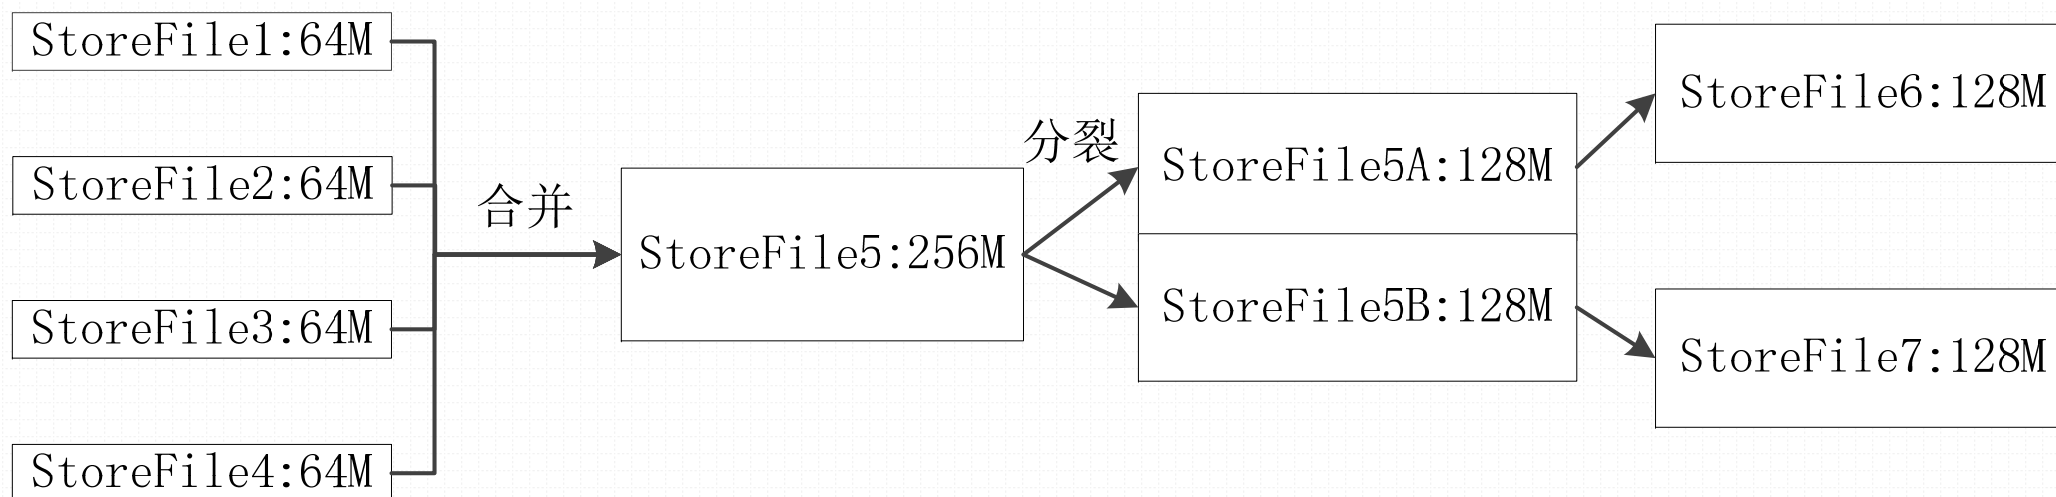 StoreFile1:64M
StoreFile2:64M
StoreFile3:64M
StoreFile4:64M
合并
StoreFile5:256M
分裂
StoreFile5A:128M
StoreFile5B:128M
StoreFile6:128M
StoreFile7:128M